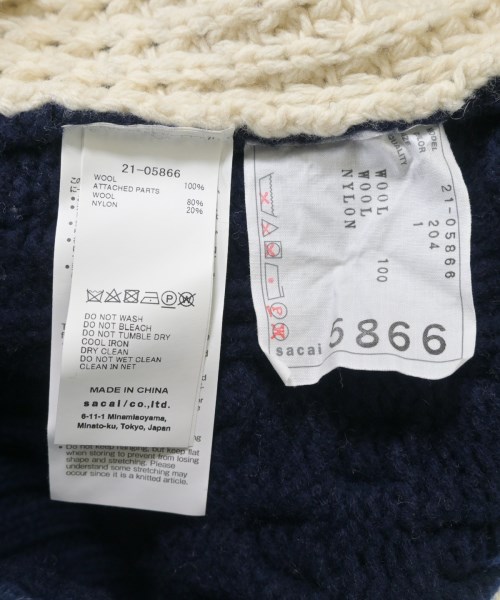 21-05866
WOOL 100%
ATTACHED PARTS
WOOL 80%
NYLON 20%
DO NOT WASH
DO NOT BLEACH
DO NOT TUMBLE DRY
COOL IRON
DRY CLEAN
DO NOT WET CLEAN
CLEAN IN NET
MADE IN CHINA
sacai/co.,ltd.
6-11-1 Minamiaoyama,
Minato-ku, Tokyo, Japan
• Do not keep hanging, but keep flat
when storing to prevent from losing
shape and stretching. Please
understand some stretching may
occur since it is a knitted article.
21-05866
204
1
WOOL 100
WOOL
NYLON
5866
sacai